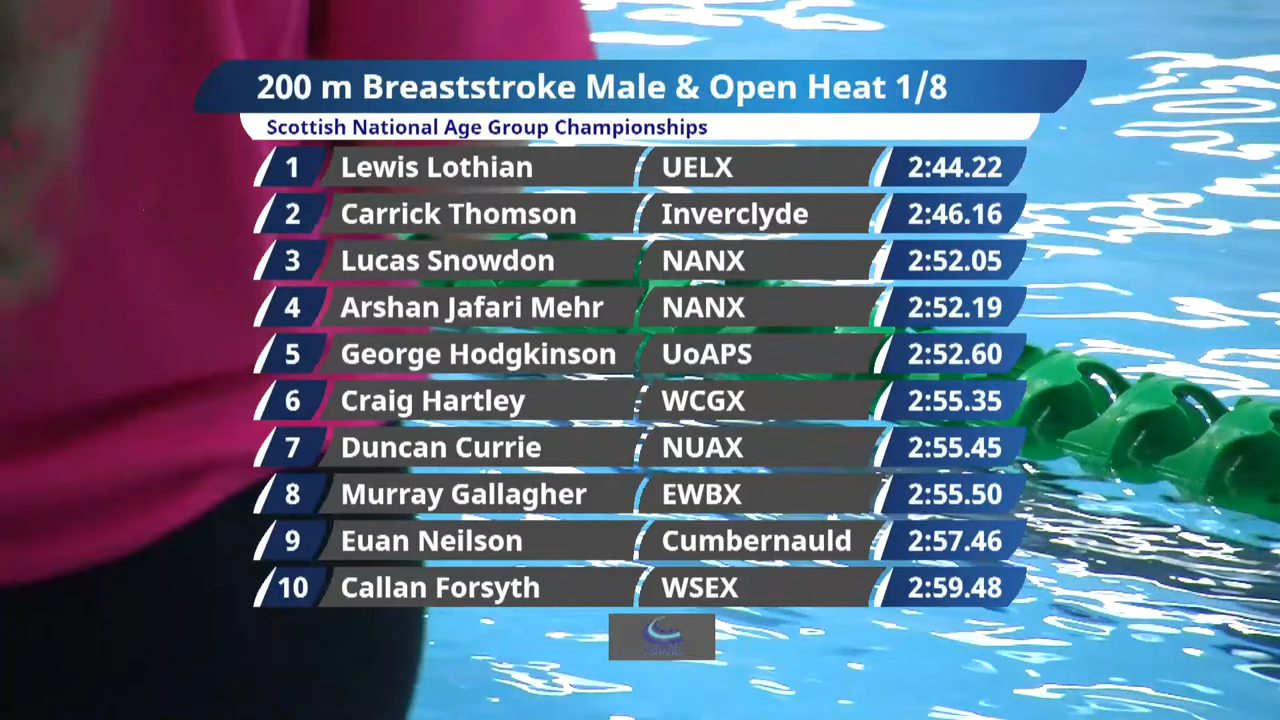 200 m Breaststroke Male & Open Heat 1/8
Scottish National Age Group Championships
1 Lewis Lothian UELX 2:44.22
2 Carrick Thomson Inverclyde 2:46.16
3 Lucas Snowdon NANX 2:52.05
4 Arshan Jafari Mehr NANX 2:52.19
5 George Hodgkinson UoAPS 2:52.60
6 Craig Hartley WCGX 2:55.35
7 Duncan Currie NUAX 2:55.45
8 Murray Gallagher EWBX 2:55.50
9 Euan Neilson Cumbernauld 2:57.46
10 Callan Forsyth WSEX 2:59.48